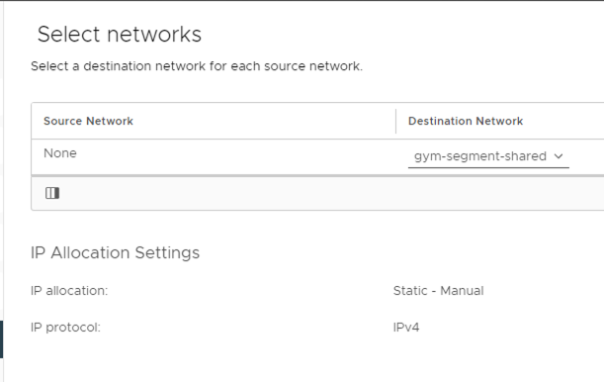 Select networks
Select a destination network for each source network.
Source Network Destination Network
None gym-segment-shared
IP Allocation Settings
IP allocation: Static - Manual
IP protocol: IPv4